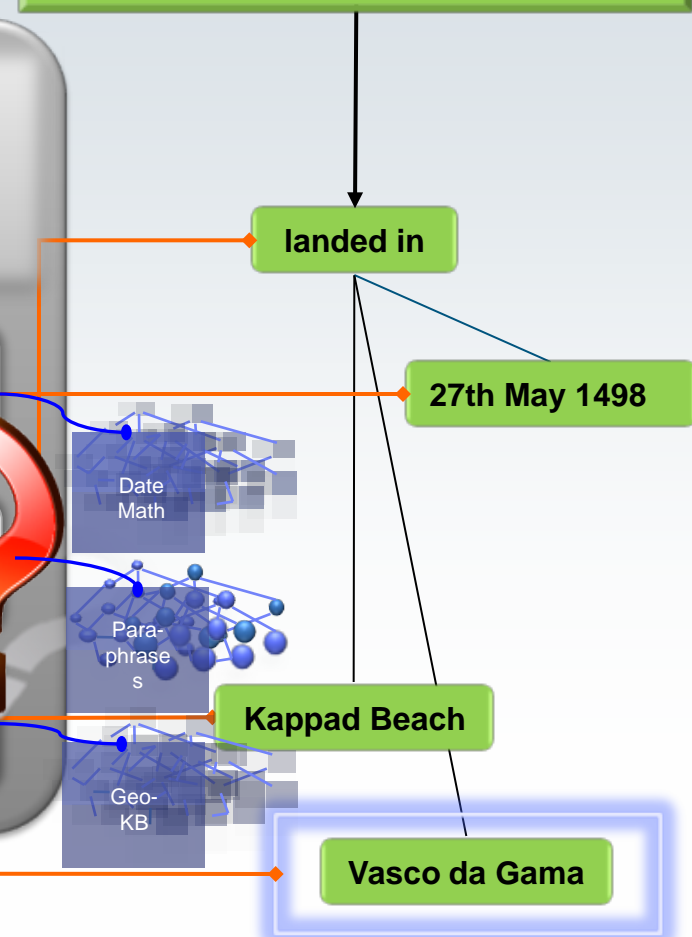 landed in
27th May 1498
Date
Math
Para-
phrase
s
Kappad Beach
Geo-
KB
Vasco da Gama